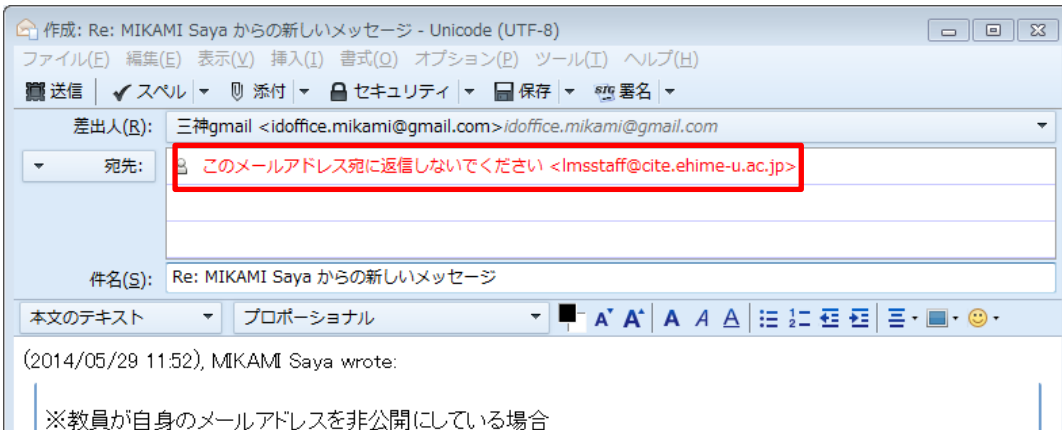 作成: Re: MIKAMI Saya からの新しいメッセージ - Unicode (UTF-8)
ファイル(F) 編集(E) 表示(V) 挿入(I) 書式(O) オプション(P) ツール(T) ヘルプ(H)
送信 スペル 添付 セキュリティ 保存 署名
差出人(R): 三神gmail <idoffice.mikami@gmail.com> idoffice.mikami@gmail.com
宛先: このメールアドレス宛に返信しないでください <lmsstaff@cite.ehime-u.ac.jp>
件名(S): Re: MIKAMI Saya からの新しいメッセージ
本文のテキスト プロポーショナル
(2014/05/29 11:52), MIKAMI Saya wrote:
※教員が自身のメールアドレスを非公開にしている場合